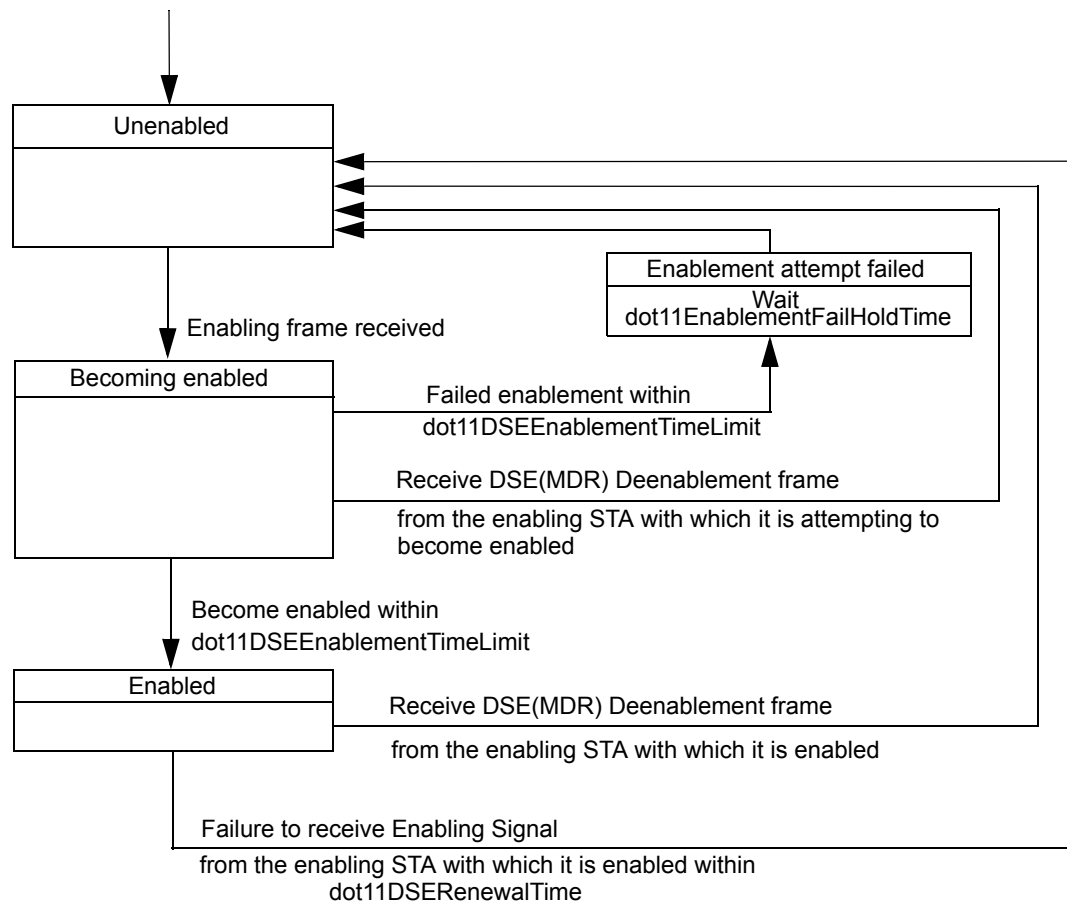 Unenabled
Enablement attempt failed
Wait
dot11EnablementFailHoldTime
Enabling frame received
Becoming enabled
Failed enablement within
dot11DSEEnablementTimeLimit
Receive DSE(MDR) Deenablement frame
from the enabling STA with which it is attempting to
become enabled
Become enabled within
dot11DSEEnablementTimeLimit
Enabled
Receive DSE(MDR) Deenablement frame
from the enabling STA with which it is enabled
Failure to receive Enabling Signal
from the enabling STA with which it is enabled within
dot11DSERenewalTime